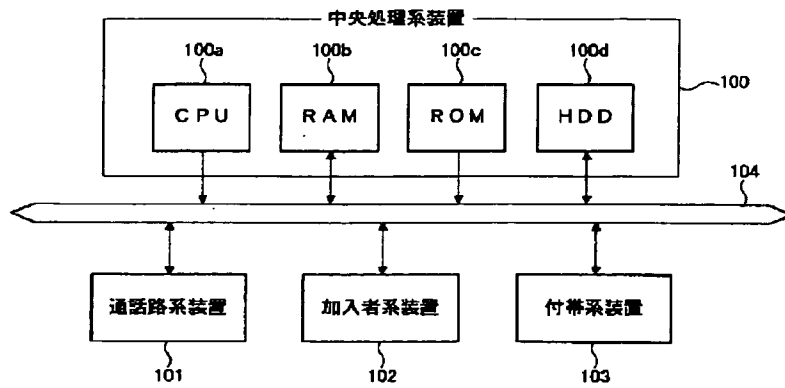 中央処理系装置
100a
100b
100c
100d
100
CPU
RAM
ROM
HDD
104
通話路系装置
加入者系装置
付帯系装置
101
102
103